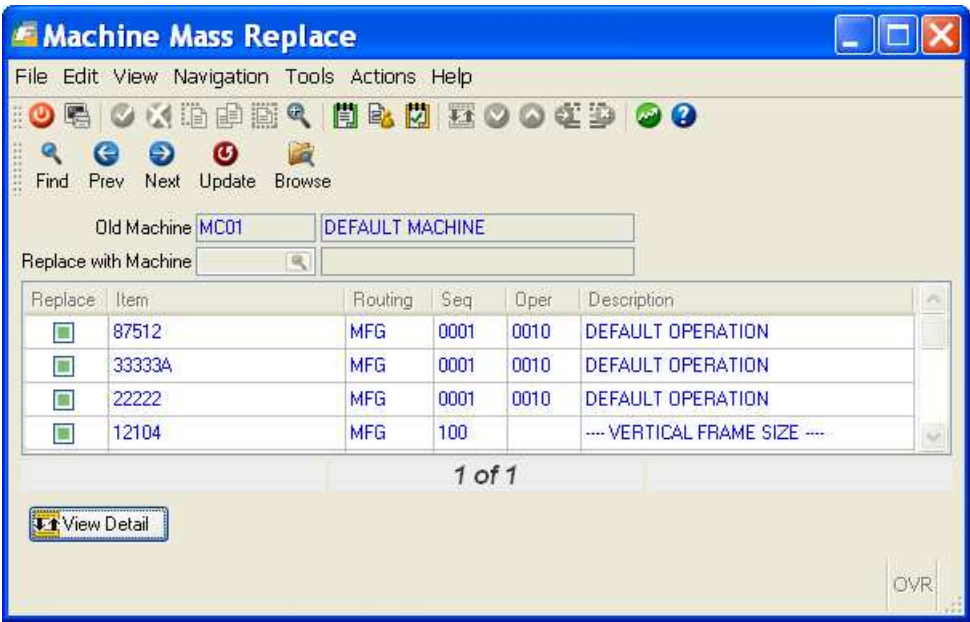 Machine Mass Replace
File Edit View Navigation Tools Actions Help
Find Prev Next Update Browse
Old Machine MC01 DEFAULT MACHINE
Replace with Machine
Replace Item Routing Seq Oper Description
87512 MFG 0001 0010 DEFAULT OPERATION
33333A MFG 0001 0010 DEFAULT OPERATION
22222 MFG 0001 0010 DEFAULT OPERATION
12104 MFG 100 ---- VERTICAL FRAME SIZE ----
1 of 1
View Detail
OVR